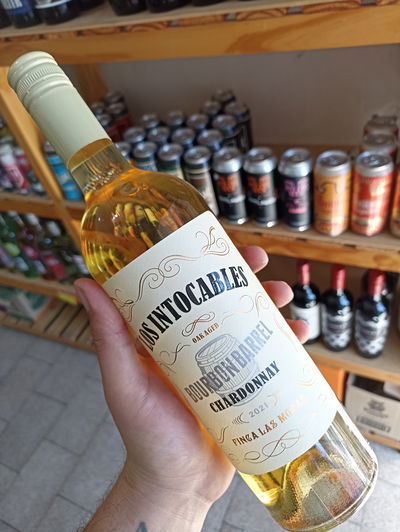 LOS INTOCABLES
OAK AGED
BOURBON BARREL
CHARDONNAY
2021
FINCA LAS MORAS